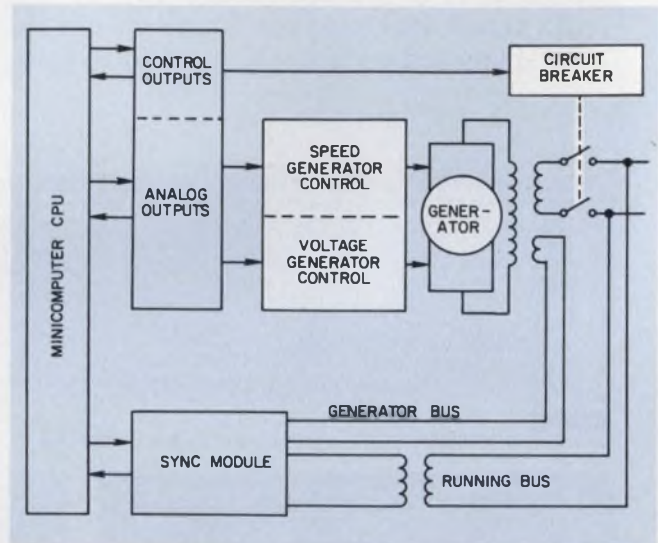 CONTROL
OUTPUTS
CIRCUIT
BREAKER
MINICOMPUTER CPU
ANALOG
OUTPUTS
SPEED
GENERATOR
CONTROL
VOLTAGE
GENERATOR
CONTROL
GENER-
ATOR
GENERATOR BUS
SYNC MODULE
RUNNING BUS